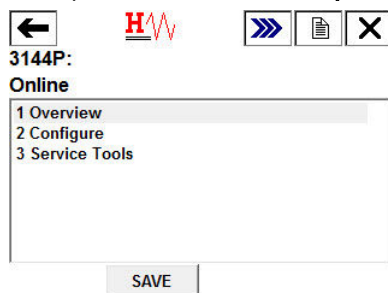 H
3144P:
Online
1 Overview
2 Configure
3 Service Tools
SAVE